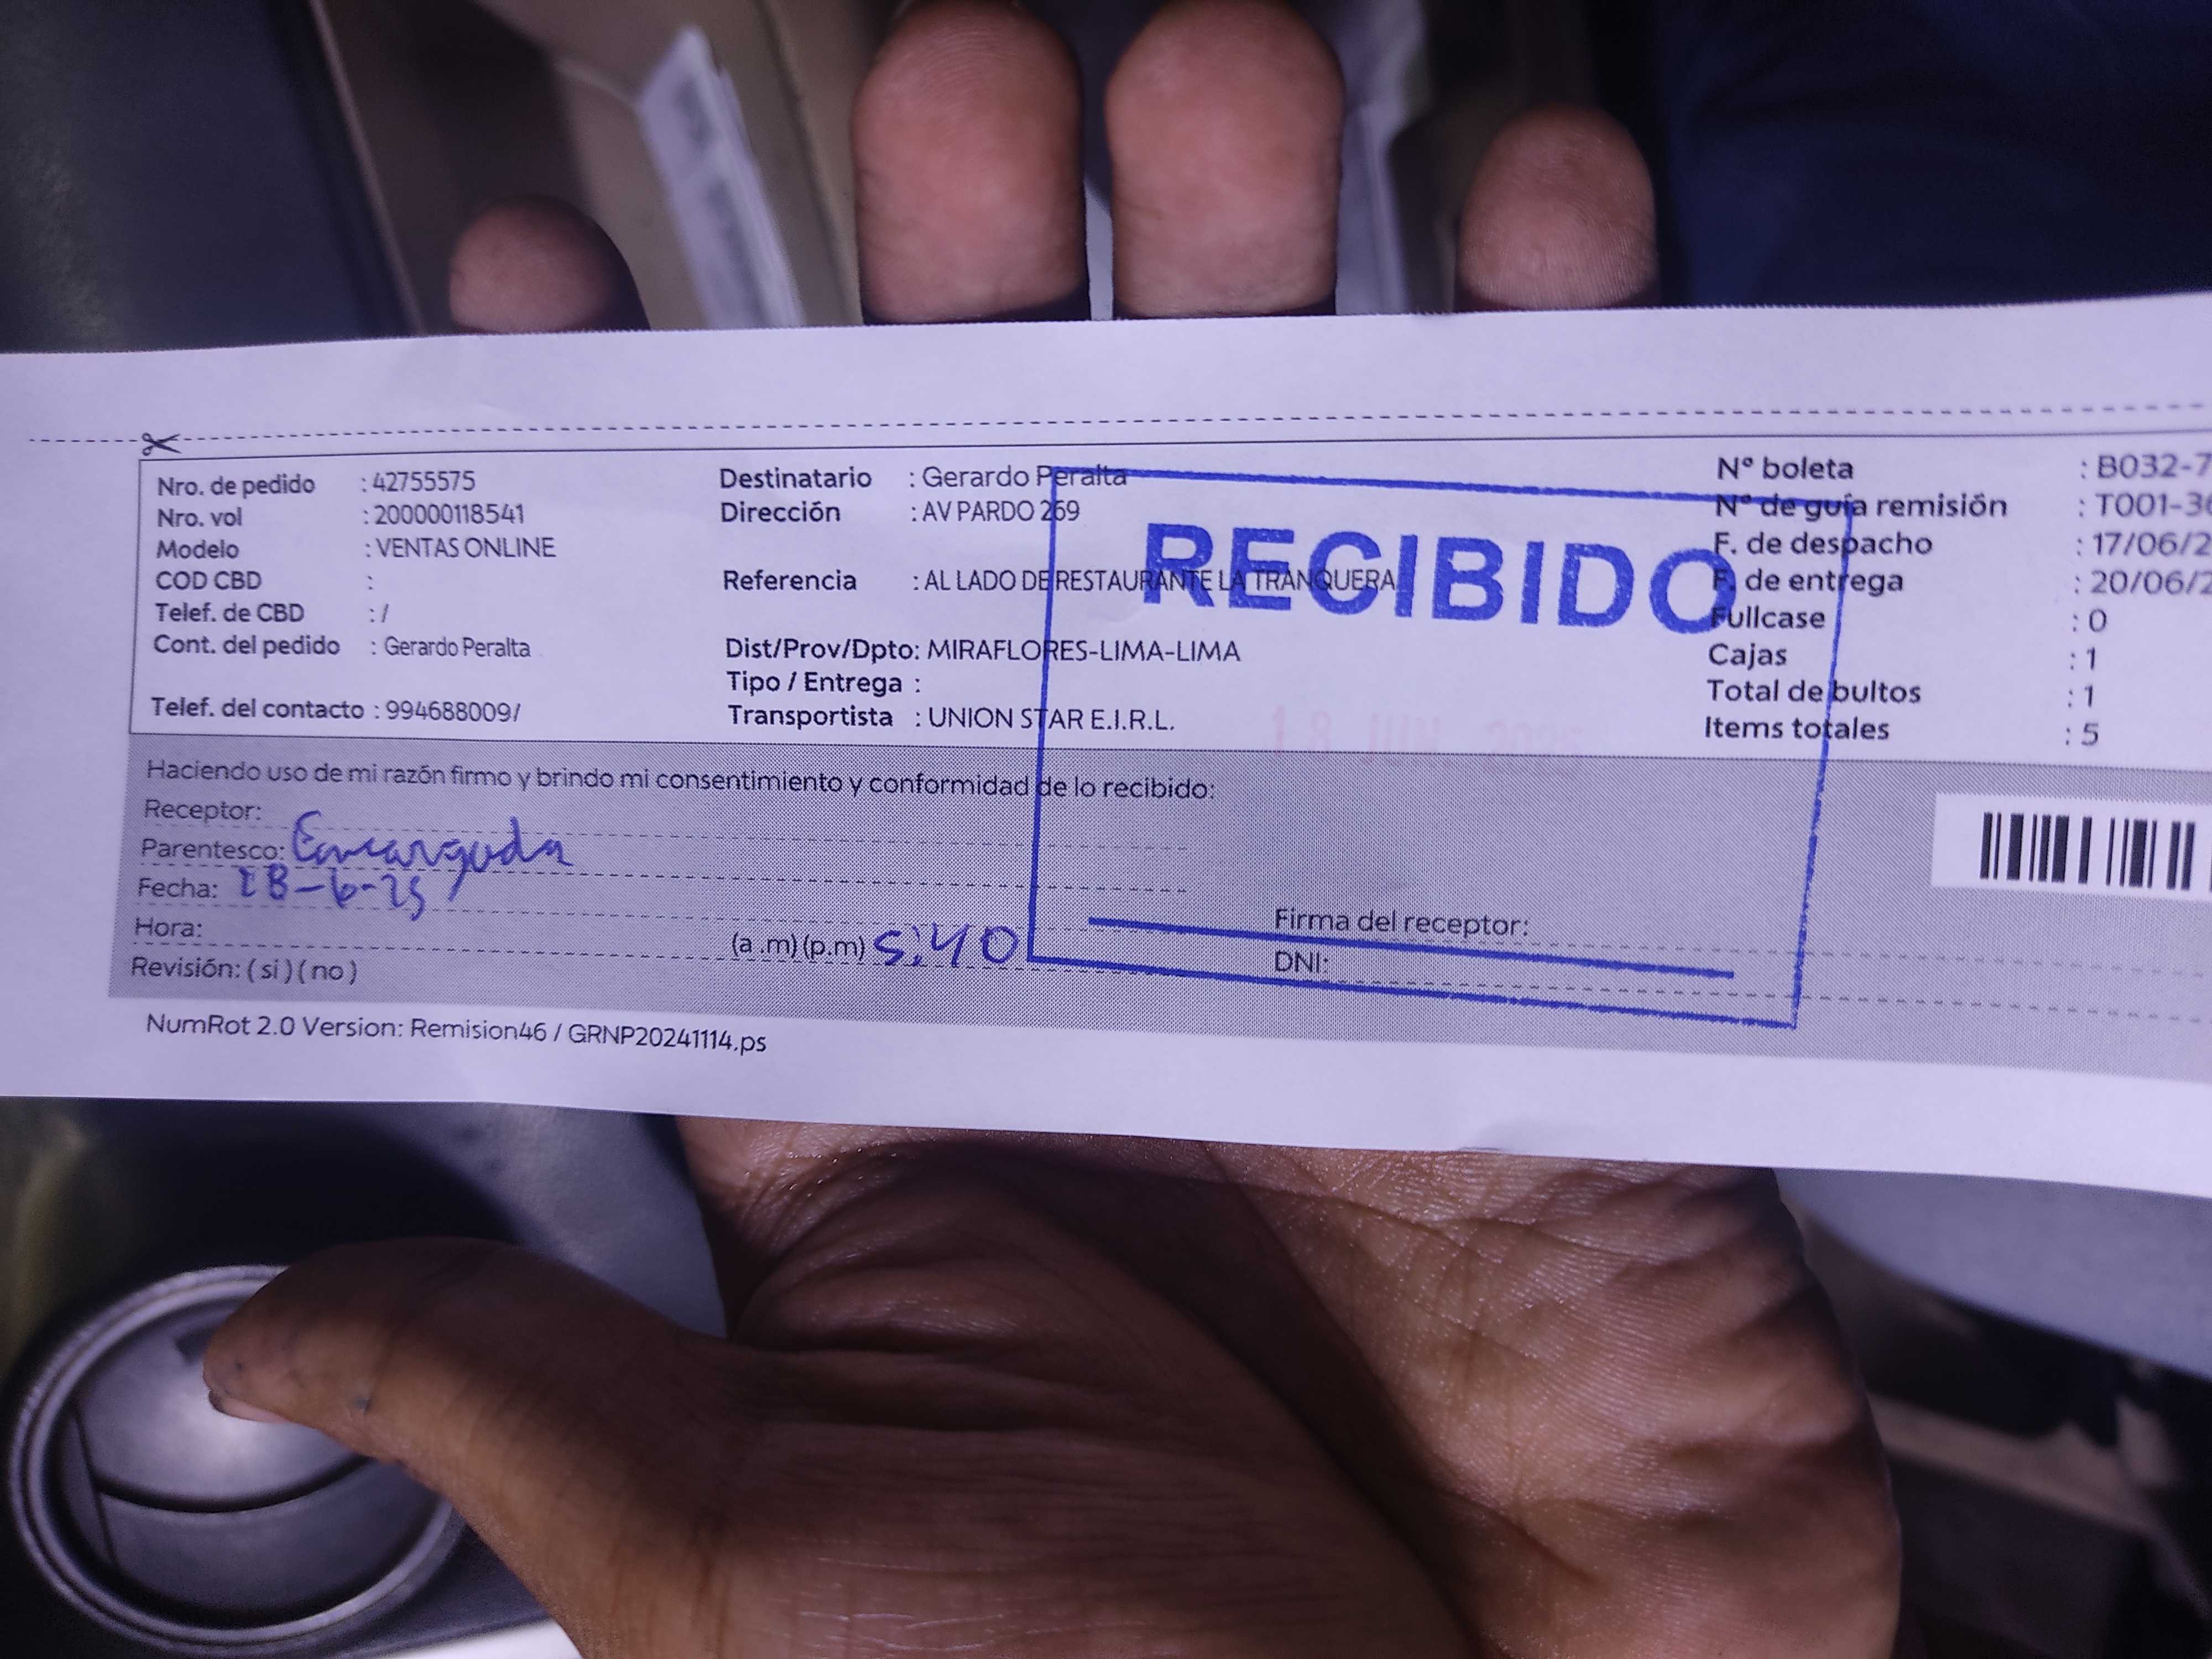 Nro. de pedido : 42755575
Nro. vol : 200000118541
Modelo : VENTAS ONLINE
COD CBD :
Telef. de CBD : /
Cont. del pedido : Gerardo Peralta
Telef. del contacto : 994688009/
Destinatario : Gerardo Peralta
Dirección : AV PARDO 269
Referencia : AL LADO DE RESTAURANTE LA TRANQUERA
Dist/Prov/Dpto: MIRAFLORES-LIMA-LIMA
Tipo / Entrega :
Transportista : UNION STAR E.I.R.L.
RECIBIDO
18 JUN. 2025
N° boleta : B032-7
N° de guía remisión : T001-36
F. de despacho : 17/06/2
F. de entrega : 20/06/2
Fullcase : 0
Cajas : 1
Total de bultos : 1
Items totales : 5
Haciendo uso de mi razón firmo y brindo mi consentimiento y conformidad de lo recibido:
Receptor:
Parentesco: Encargada
Fecha: 18-6-25
Hora: (a .m) (p.m) 5:40
Revisión: ( si ) ( no )
Firma del receptor:
DNI:
NumRot 2.0 Version: Remision46 / GRNP20241114.ps